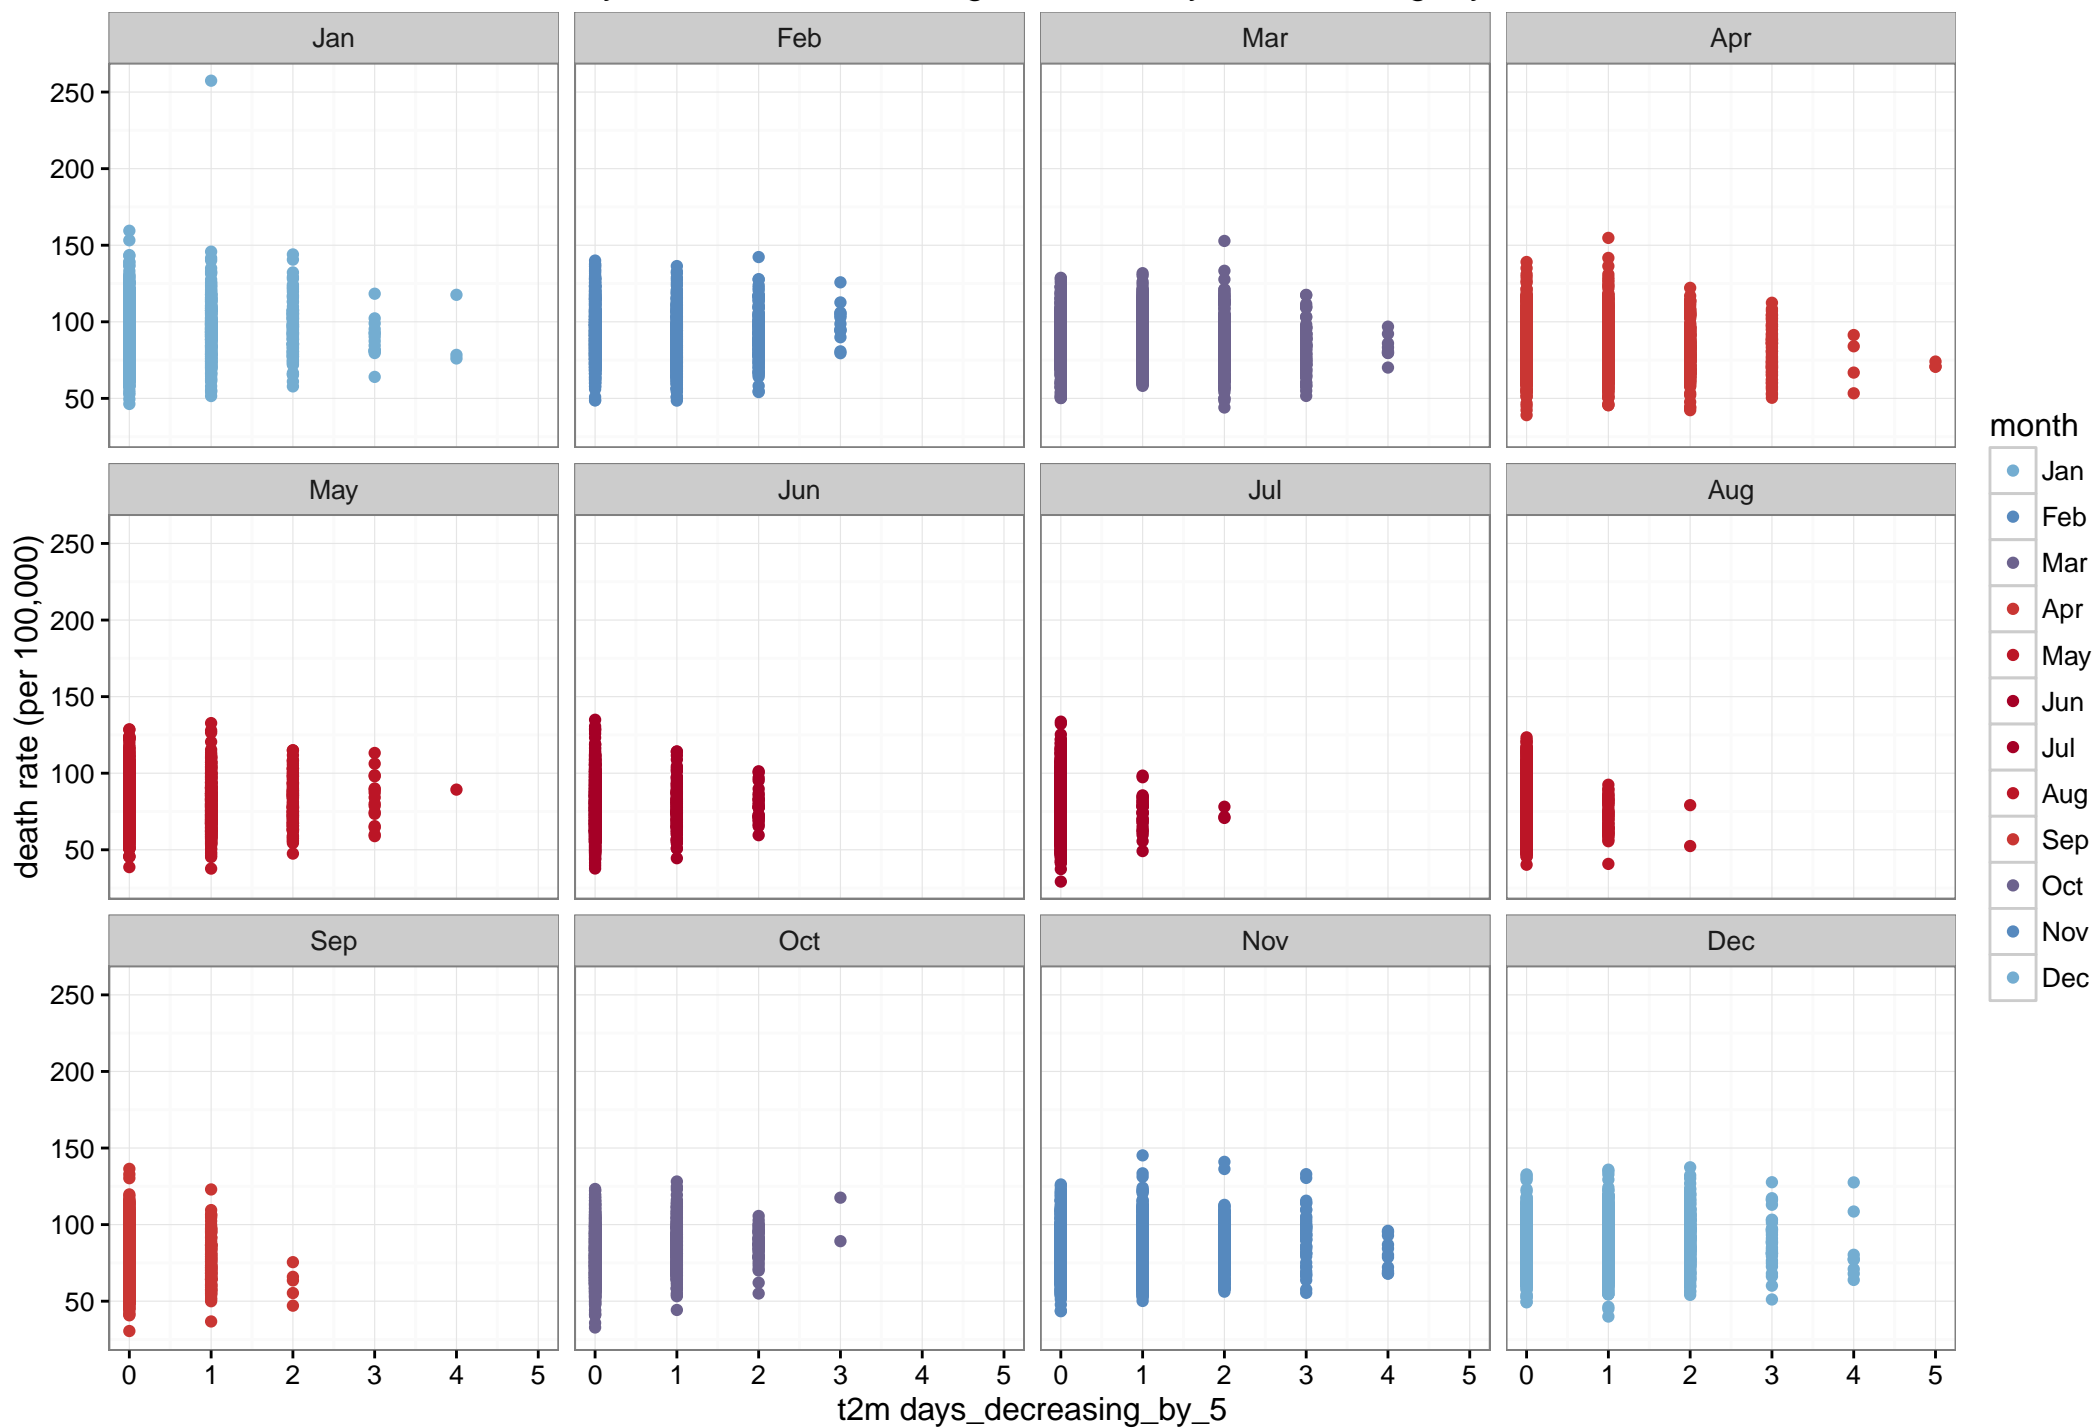 Jan Feb Mar Apr
250
200
150
100
50
May Jun Jul Aug
250
200
150
100
50
Sep Oct Nov Dec
250
200
150
100
50
0 1 2 3 4 5 0 1 2 3 4 5 0 1 2 3 4 5 0 1 2 3 4 5
t2m days_decreasing_by_5
death rate (per 100,000)
month
Jan
Feb
Mar
Apr
May
Jun
Jul
Aug
Sep
Oct
Nov
Dec